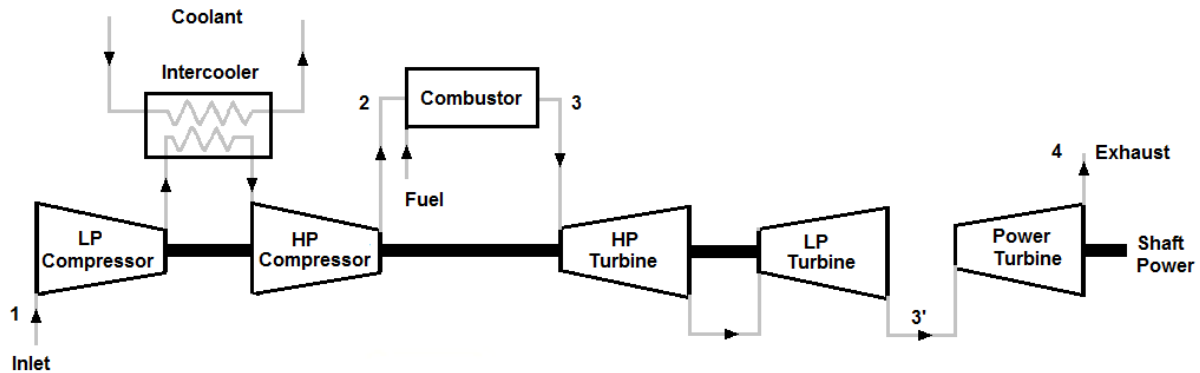 Coolant
Intercooler
2
Combustor
3
Fuel
4
Exhaust
LP
Compressor
HP
Compressor
HP
Turbine
LP
Turbine
Power
Turbine
Shaft
Power
1
3'
Inlet